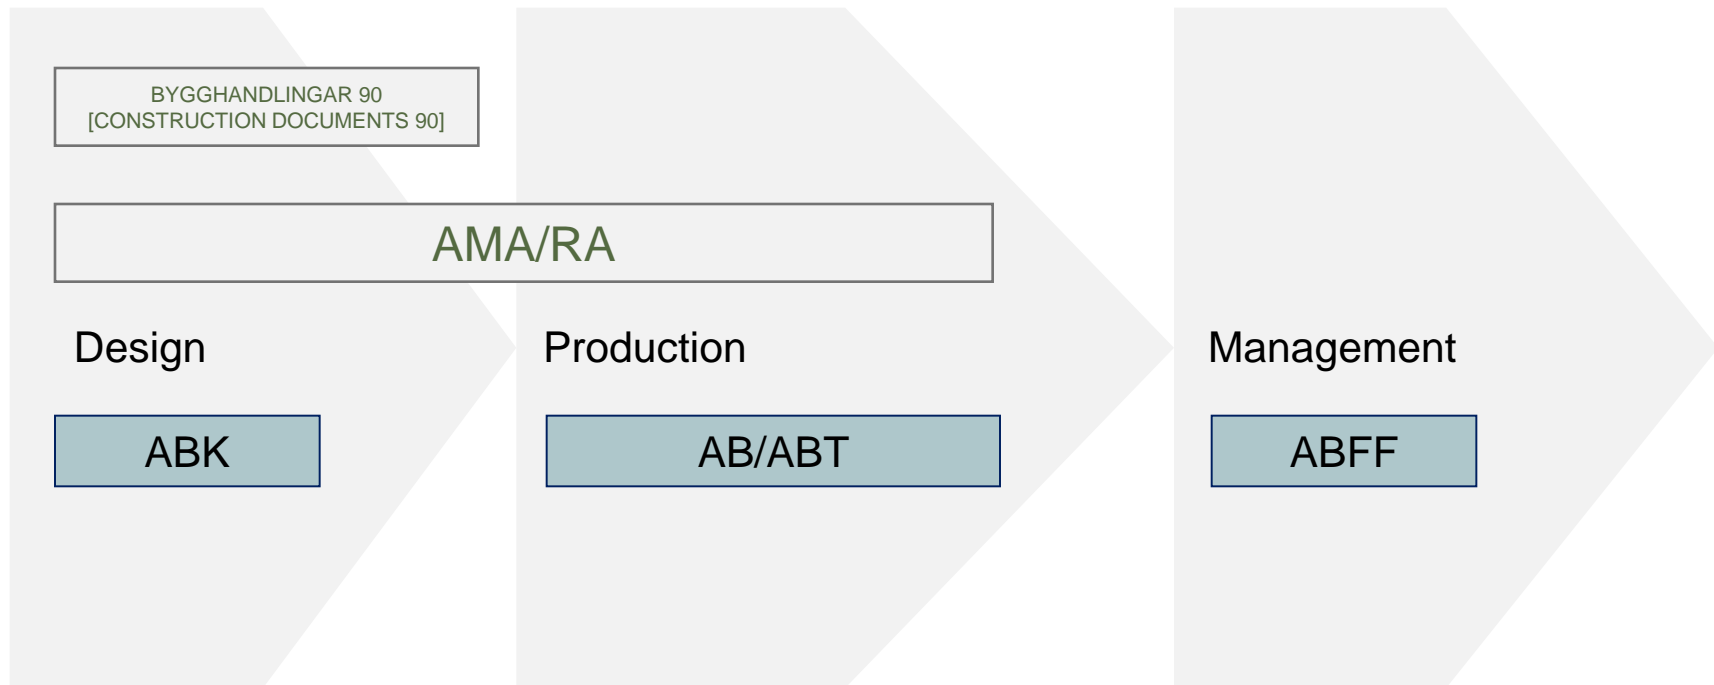 BYGGHANDLINGAR 90
[CONSTRUCTION DOCUMENTS 90]
AMA/RA
Design
Production
Management
ABK
AB/ABT
ABFF